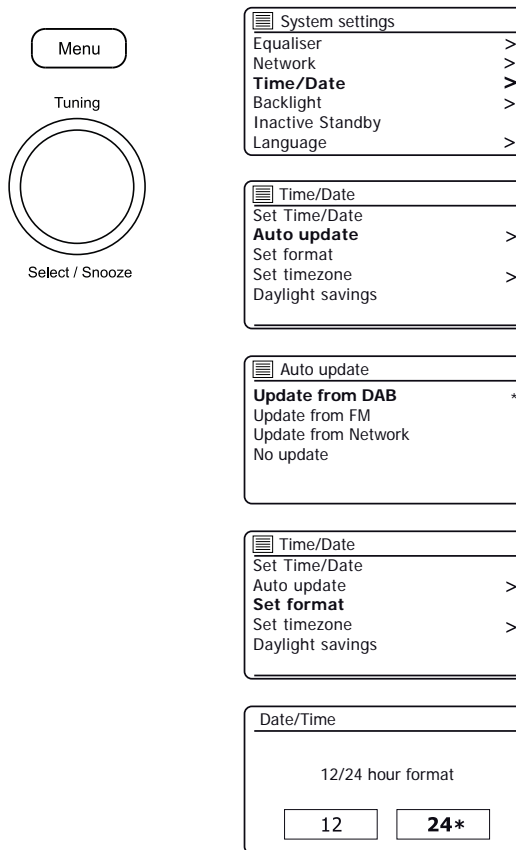 Menu
Tuning
Select / Snooze
System settings
Equaliser >
Network >
Time/Date >
Backlight >
Inactive Standby
Language >
Time/Date
Set Time/Date
Auto update >
Set format
Set timezone >
Daylight savings
Auto update
Update from DAB *
Update from FM
Update from Network
No update
Time/Date
Set Time/Date
Auto update >
Set format
Set timezone >
Daylight savings
Date/Time
12/24 hour format
12 24*